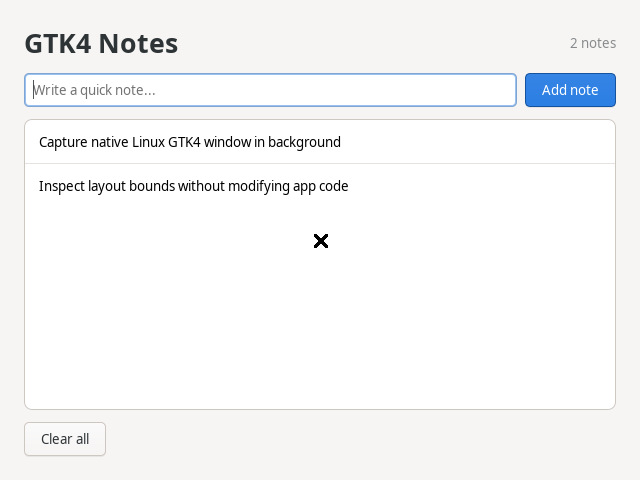 GTK4 Notes
2 notes
Write a quick note...
Add note
Capture native Linux GTK4 window in background
Inspect layout bounds without modifying app code
Clear all